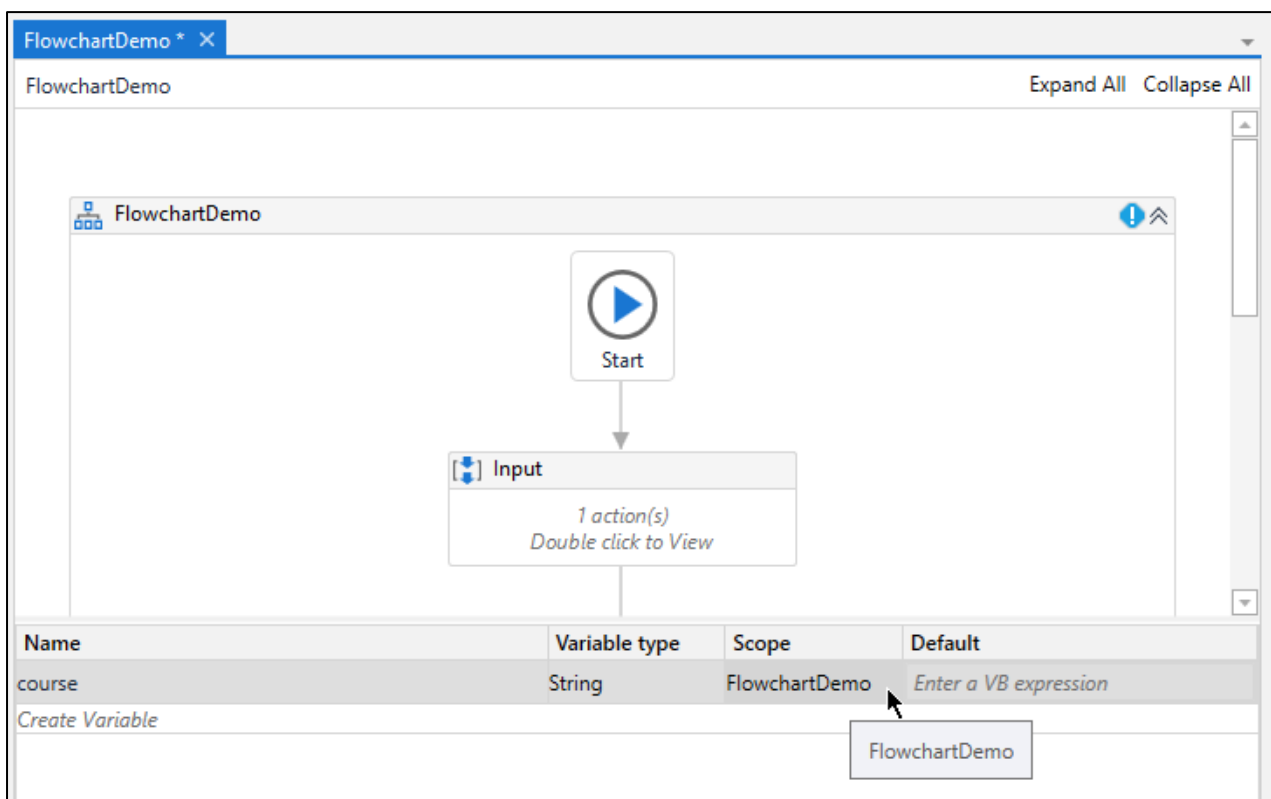 FlowchartDemo *
FlowchartDemo Expand All Collapse All
FlowchartDemo
Start
Input
1 action(s)
Double click to View
Name Variable type Scope Default
course String FlowchartDemo Enter a VB expression
Create Variable
FlowchartDemo